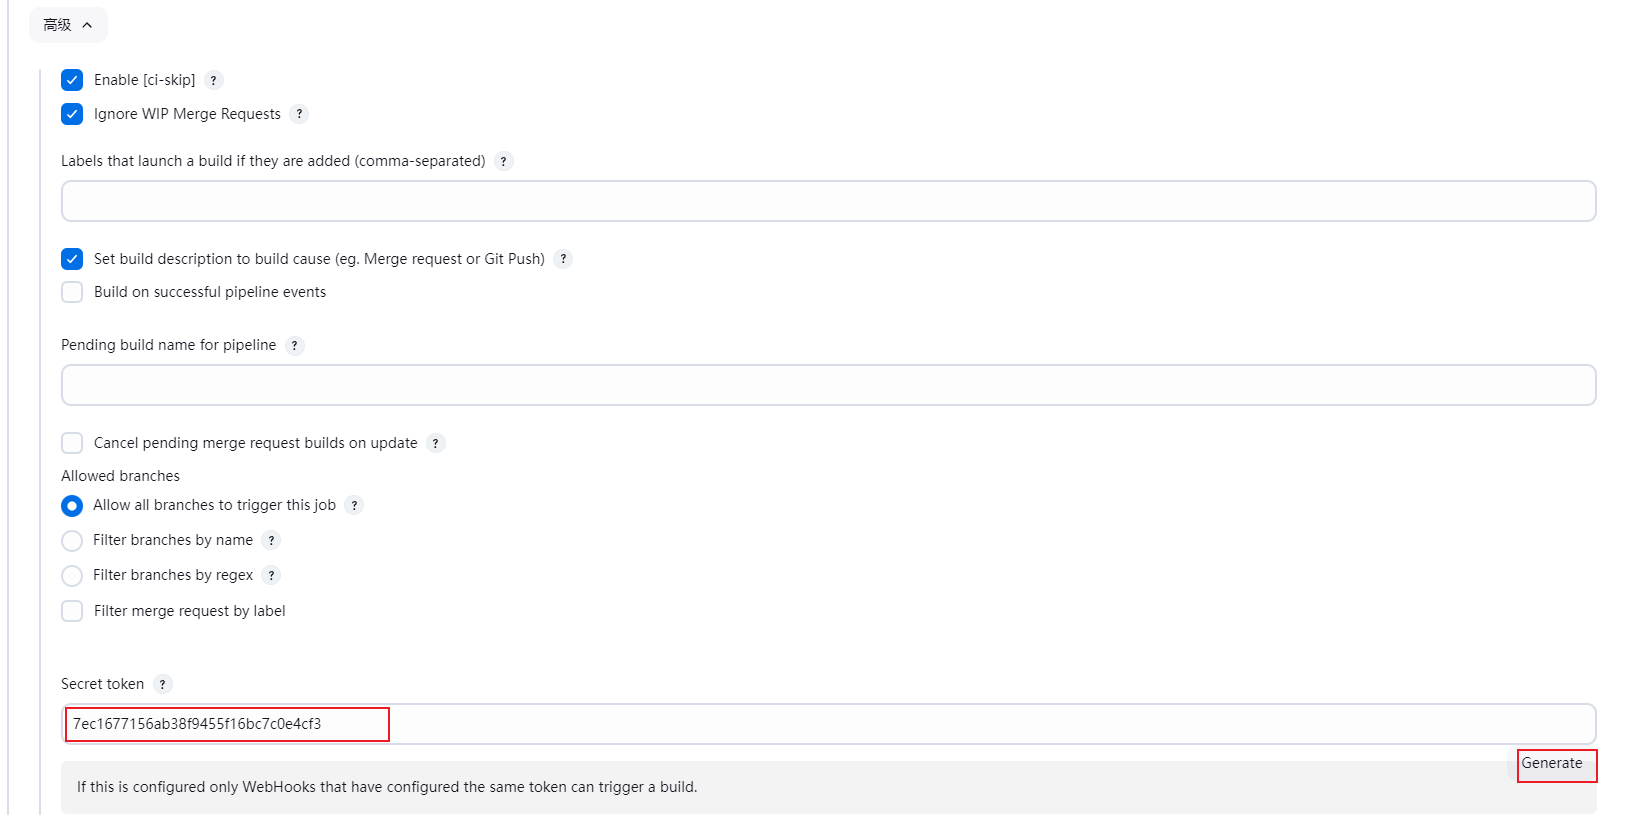 高级
Enable [ci-skip] ?
Ignore WIP Merge Requests ?
Labels that launch a build if they are added (comma-separated) ?
Set build description to build cause (eg. Merge request or Git Push) ?
Build on successful pipeline events
Pending build name for pipeline ?
Cancel pending merge request builds on update ?
Allowed branches
Allow all branches to trigger this job ?
Filter branches by name ?
Filter branches by regex ?
Filter merge request by label
Secret token ?
7ec1677156ab38f9455f16bc7c0e4cf3
Generate
If this is configured only WebHooks that have configured the same token can trigger a build.